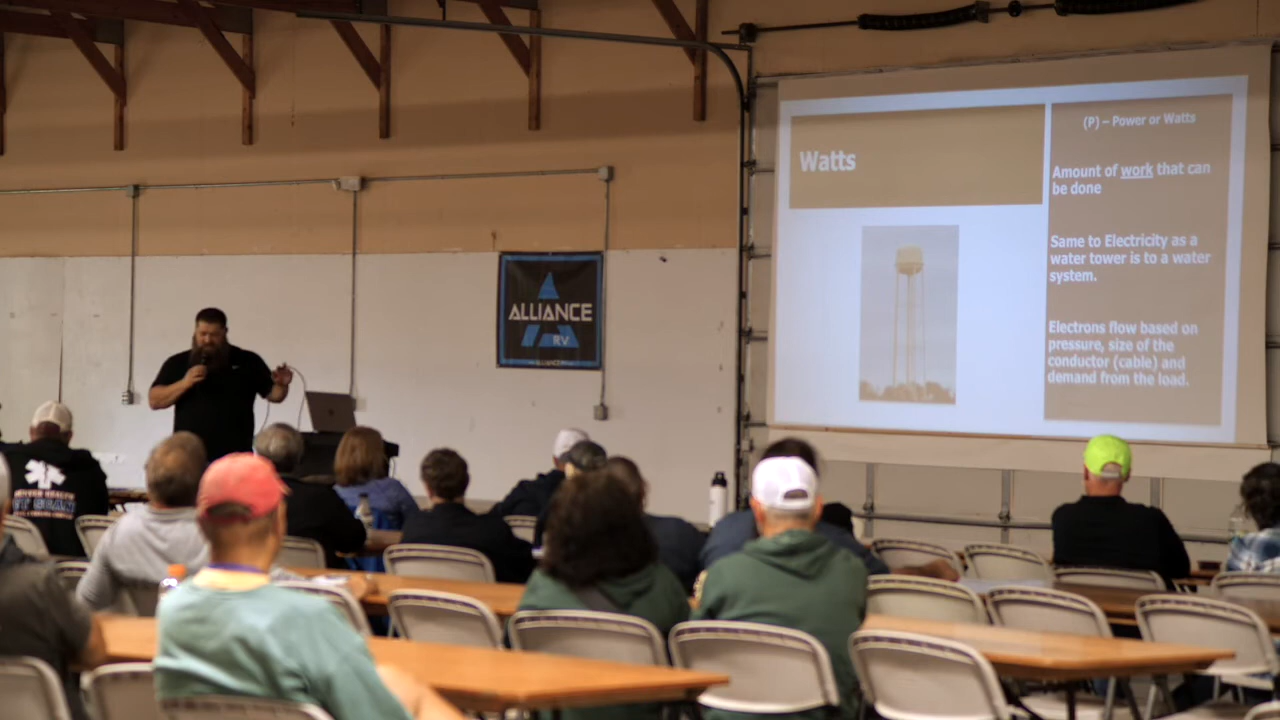 Watts
(P) – Power or Watts
Amount of work that can
be done
Same to Electricity as a
water tower is to a water
system.
Electrons flow based on
pressure, size of the
conductor (cable) and
demand from the load.
ALLIANCE
RV